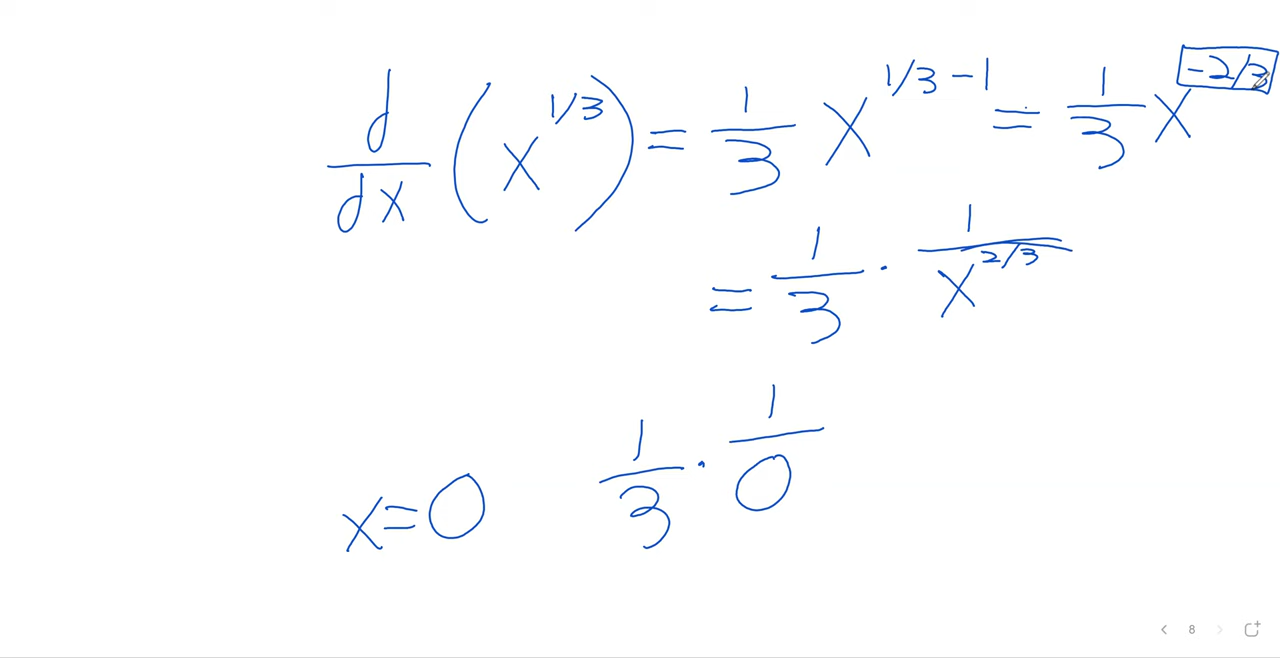 d/dx (x^{1/3}) = 1/3 x^{1/3 - 1} = 1/3 x^{-2/3}
= 1/3 · 1/x^{2/3}
x = 0 1/3 · 1/0
8